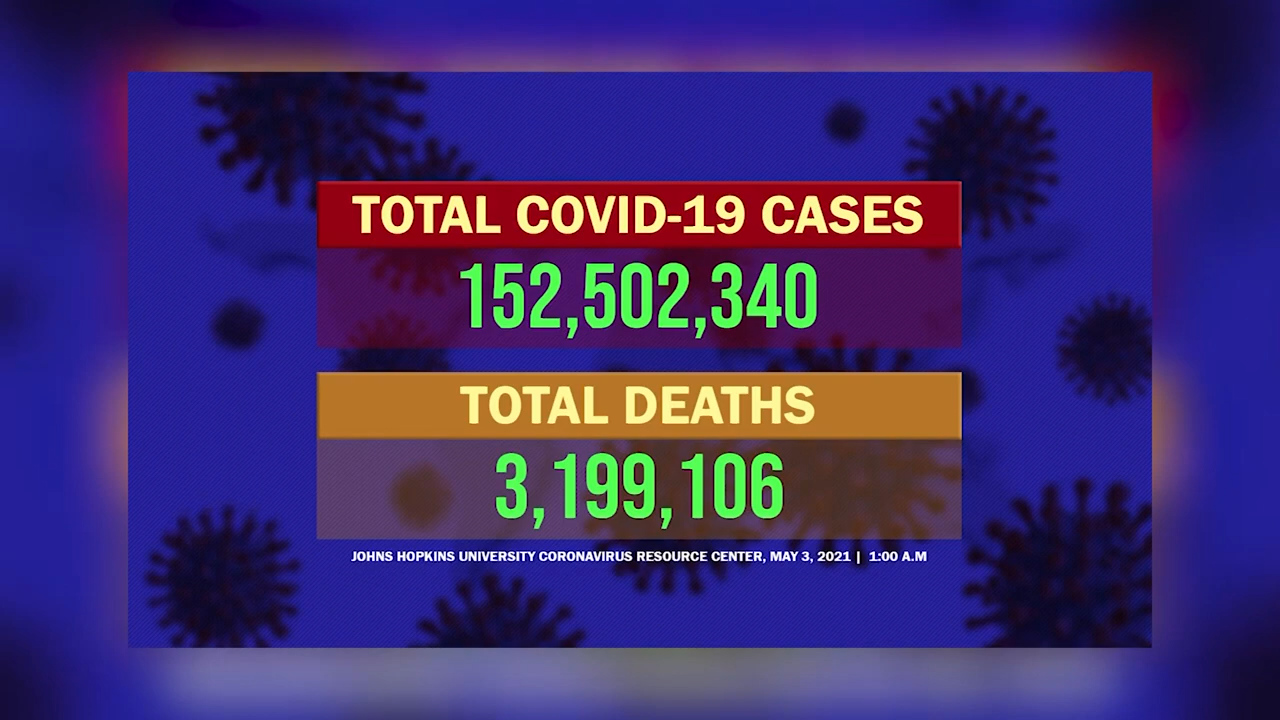 TOTAL COVID-19 CASES
152,502,340
TOTAL DEATHS
3,199,106
JOHNS HOPKINS UNIVERSITY CORONAVIRUS RESOURCE CENTER, MAY 3, 2021 | 1:00 A.M